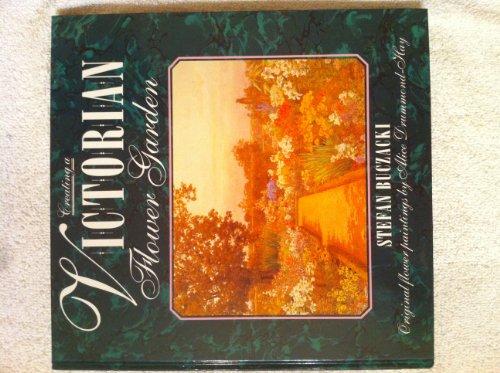 Creating a
VICTORIAN
Flower Garden
STEFAN BUCZACKI
Original flower paintings by Alice Drummond-Hay